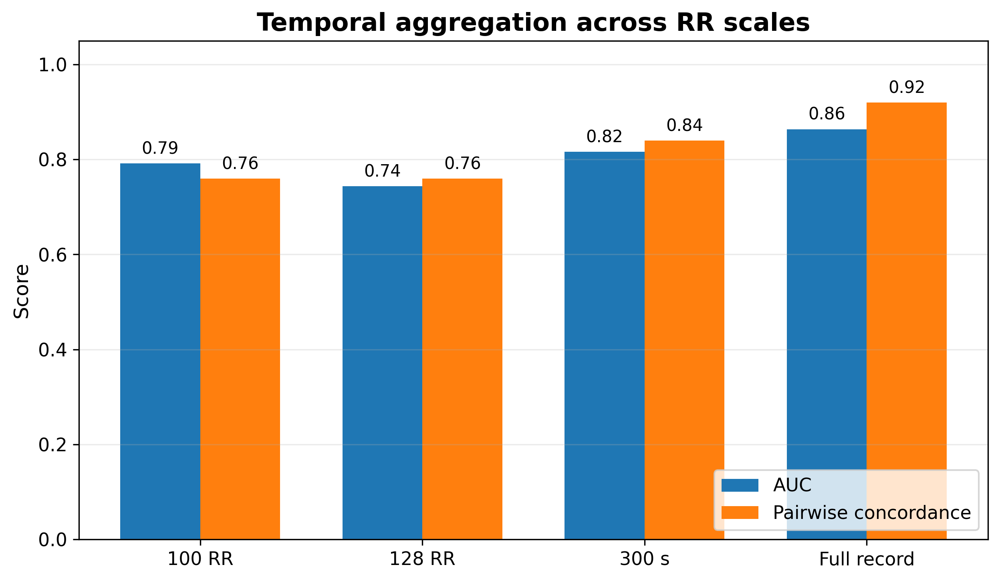 Temporal aggregation across RR scales
1.0
0.8
0.6
0.4
0.2
0.0
Score
0.79
0.76
0.74
0.76
0.82
0.84
0.86
0.92
AUC
Pairwise concordance
100 RR
128 RR
300 s
Full record